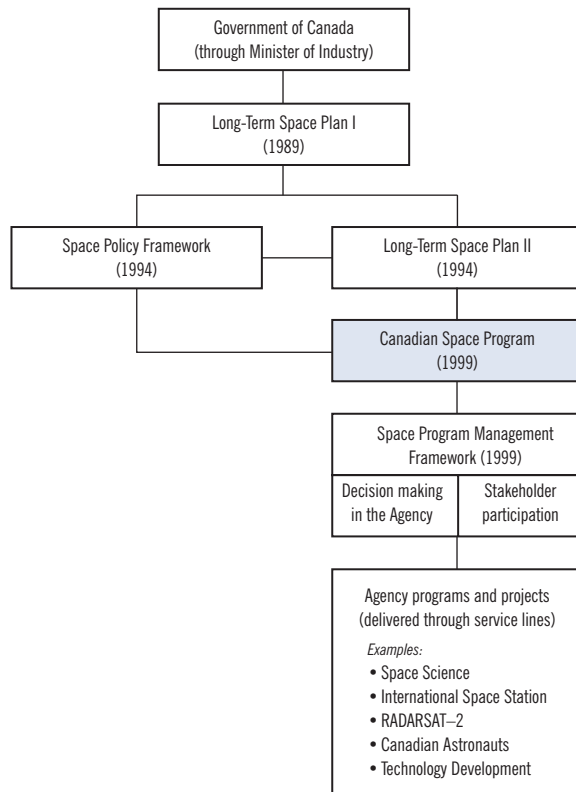 Government of Canada
(through Minister of Industry)
Long-Term Space Plan I
(1989)
Space Policy Framework
(1994)
Long-Term Space Plan II
(1994)
Canadian Space Program
(1999)
Space Program Management
Framework (1999)
Decision making
in the Agency
Stakeholder
participation
Agency programs and projects
(delivered through service lines)
Examples:
• Space Science
• International Space Station
• RADARSAT–2
• Canadian Astronauts
• Technology Development